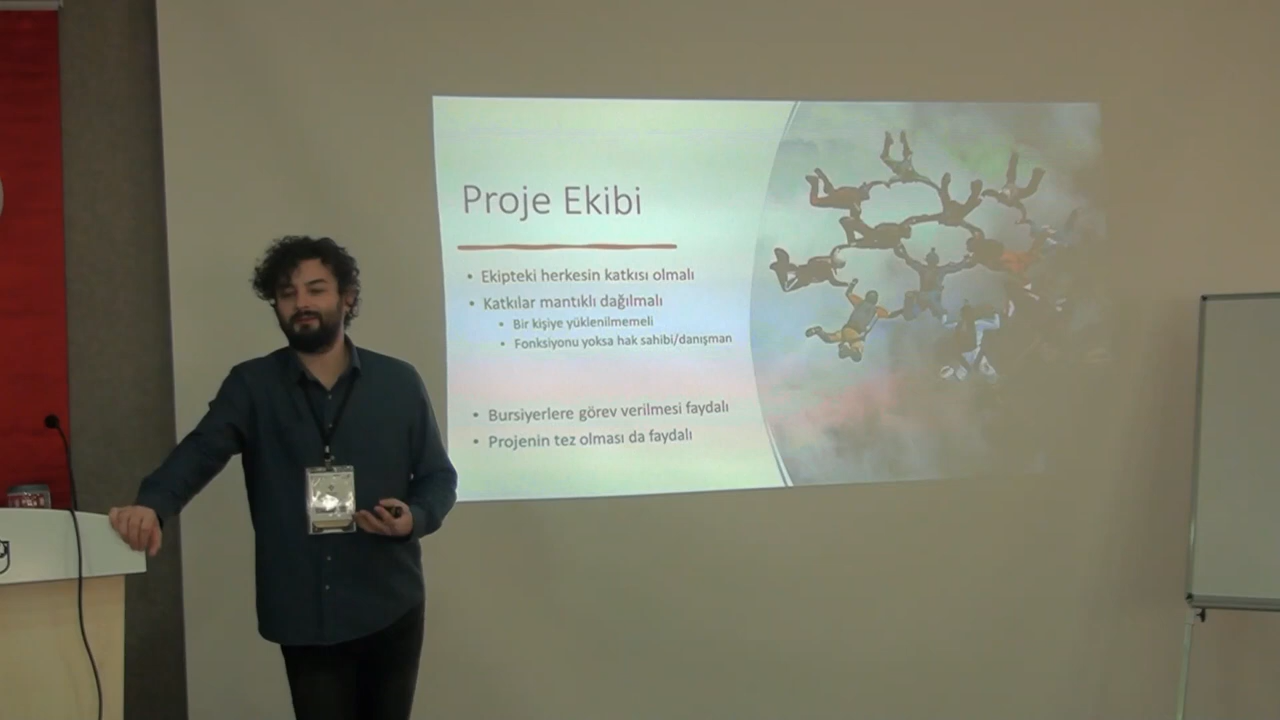 Proje Ekibi
• Ekipteki herkesin katkısı olmalı
• Katkılar mantıklı dağılmalı
• Bir kişiye yüklenilmemeli
• Fonksiyonu yoksa hak sahibi/danışman
• Bursiyerlere görev verilmesi faydalı
• Projenin tez olması da faydalı